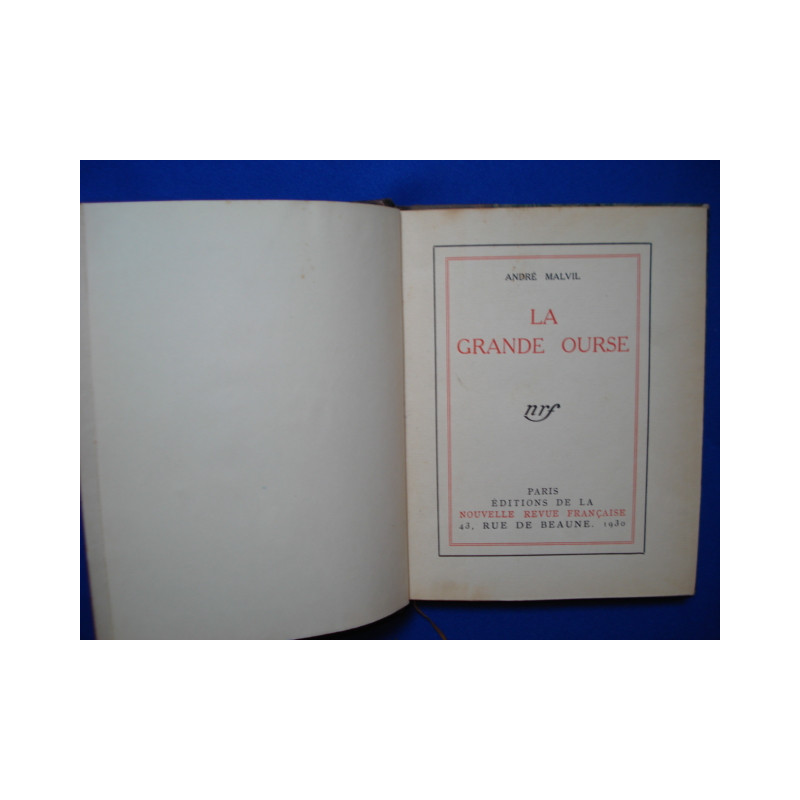 ANDRÉ MALVIL
LA
GRANDE OURSE
nrf
PARIS
ÉDITIONS DE LA
NOUVELLE REVUE FRANÇAISE
43, RUE DE BEAUNE. 1930